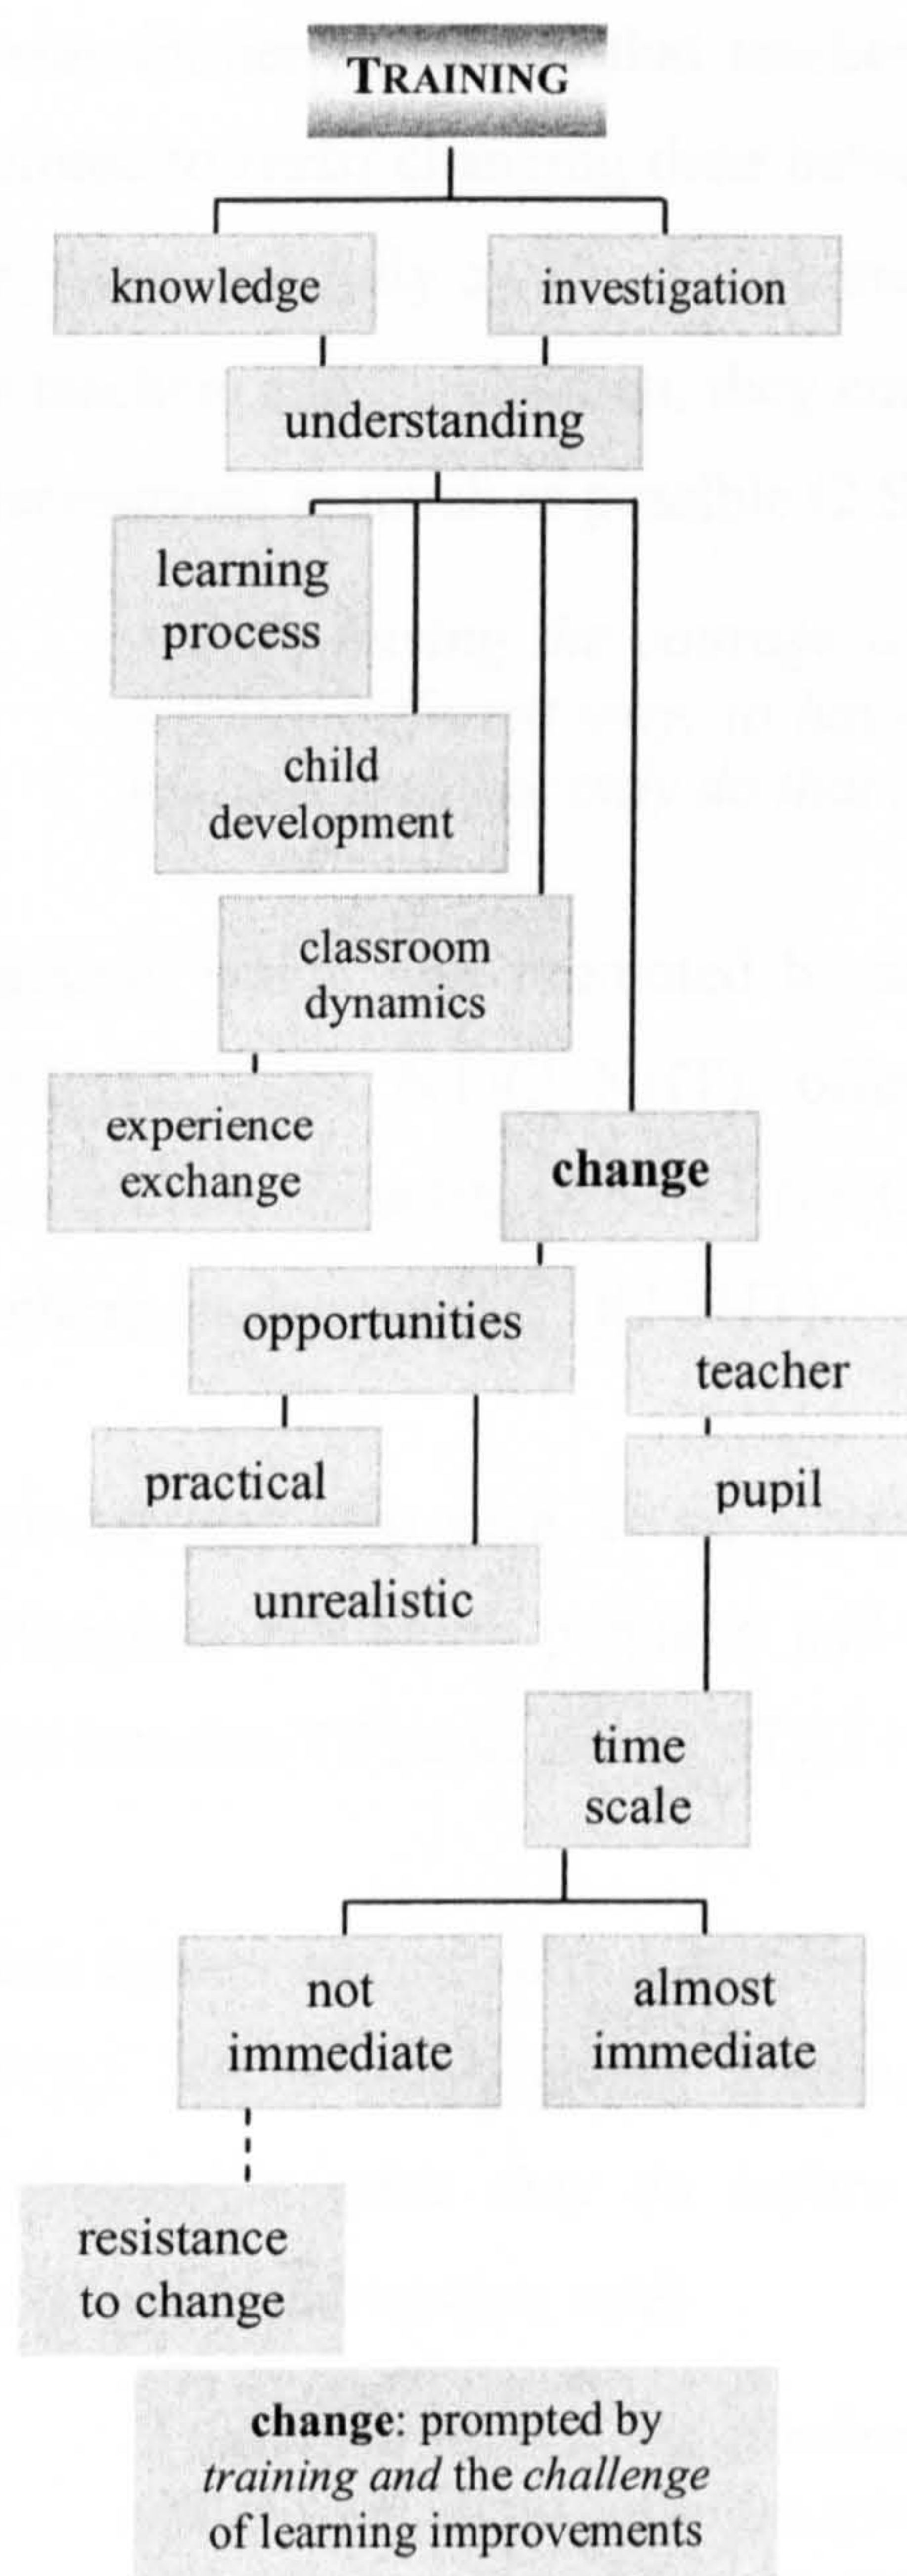 TRAINING
knowledge
investigation
understanding
learning
process
child
development
classroom
dynamics
experience
exchange
change
opportunities
teacher
practical
pupil
unrealistic
time
scale
not
immediate
almost
immediate
resistance
to change
change: prompted by
training and the challenge
of learning improvements